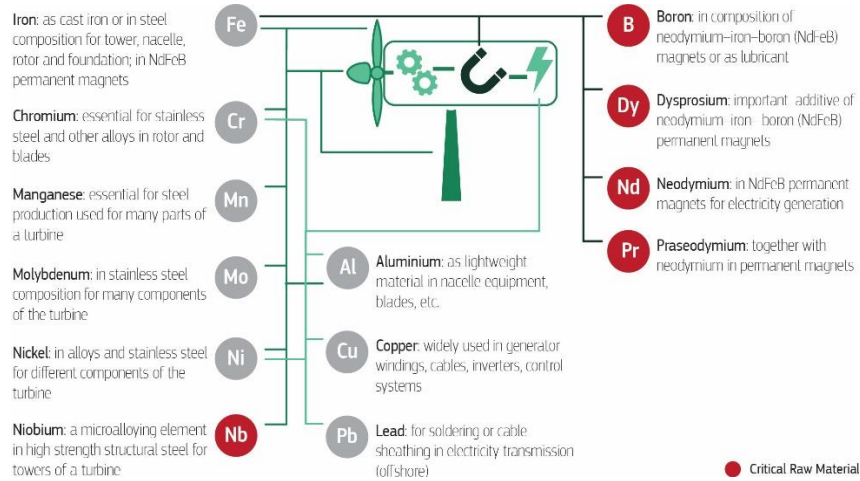 Iron: as cast iron or in steel
composition for tower, nacelle,
rotor and foundation; in NdFeB
permanent magnets
Fe
Chromium: essential for stainless
steel and other alloys in rotor and
blades
Cr
Manganese: essential for steel
production used for many parts of
a turbine
Mn
Molybdenum: in stainless steel
composition for many components
of the turbine
Mo
Nickel: in alloys and stainless steel
for different components of the
turbine
Ni
Niobium: a microalloying element
in high strength structural steel for
towers of a turbine
Nb
Al
Aluminium: as lightweight
material in nacelle equipment,
blades, etc.
Cu
Copper: widely used in generator
windings, cables, inverters, control
systems
Pb
Lead: for soldering or cable
sheathing in electricity transmission
(offshore)
B
Boron: in composition of
neodymium–iron–boron (NdFeB)
magnets or as lubricant
Dy
Dysprosium: important additive of
neodymium iron boron (NdFeB)
permanent magnets
Nd
Neodymium: in NdFeB permanent
magnets for electricity generation
Pr
Praseodymium: together with
neodymium in permanent magnets
Critical Raw Material